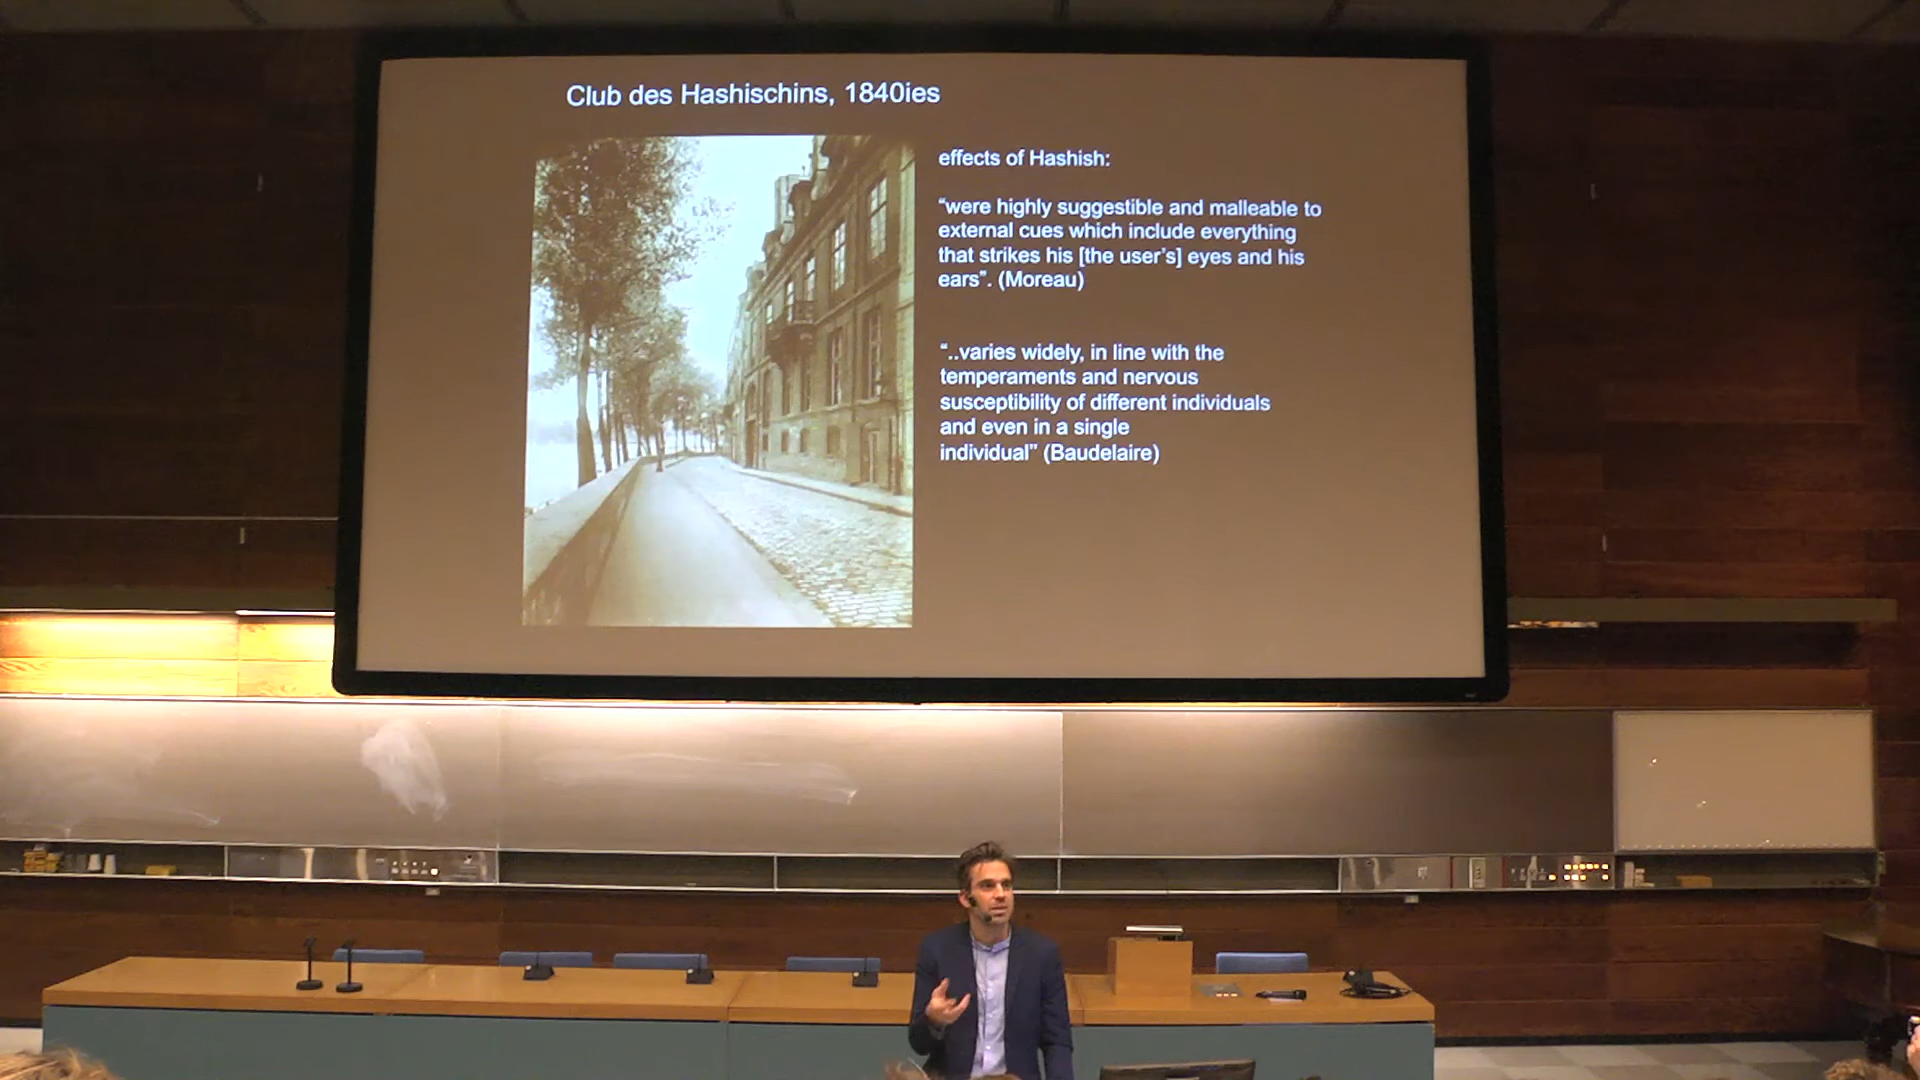 Club des Hashischins, 1840ies
effects of Hashish:
“were highly suggestible and malleable to
external cues which include everything
that strikes his [the user's] eyes and his
ears”. (Moreau)
“..varies widely, in line with the
temperaments and nervous
susceptibility of different individuals
and even in a single
individual” (Baudelaire)